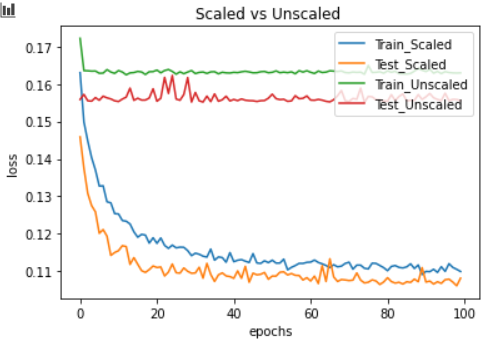 Scaled vs Unscaled
Train_Scaled
Test_Scaled
Train_Unscaled
Test_Unscaled
loss
0.17
0.16
0.15
0.14
0.13
0.12
0.11
0
20
40
60
80
100
epochs